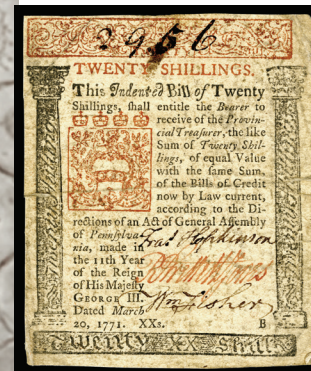 2956
TWENTY SHILLINGS.
This Indented Bill of Twenty
Shillings, shall entitle the Bearer to
receive of the Provin-
cial Treasurer, the like
Sum of Twenty Shil-
lings, of equal Value
with the same Sum,
of the Bills of Credit
now by Law current,
according to the Di-
rections of an Act of General Assembly
of Pennsylva-
nia, made in
the 11th Year
of the Reign
of His Majesty
GEORGE III.
Dated March
20, 1771. XXs. B
Fras Hopkinson
Wm Fisher
Twenty XX Shill